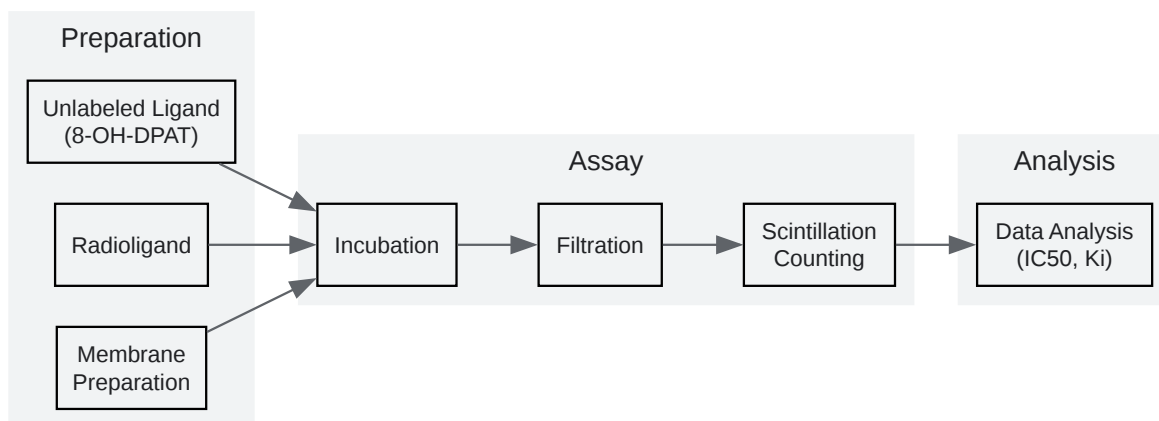 Preparation
Unlabeled Ligand
(8-OH-DPAT)
Radioligand
Membrane
Preparation
Assay
Incubation
Filtration
Scintillation
Counting
Analysis
Data Analysis
(IC50, Ki)